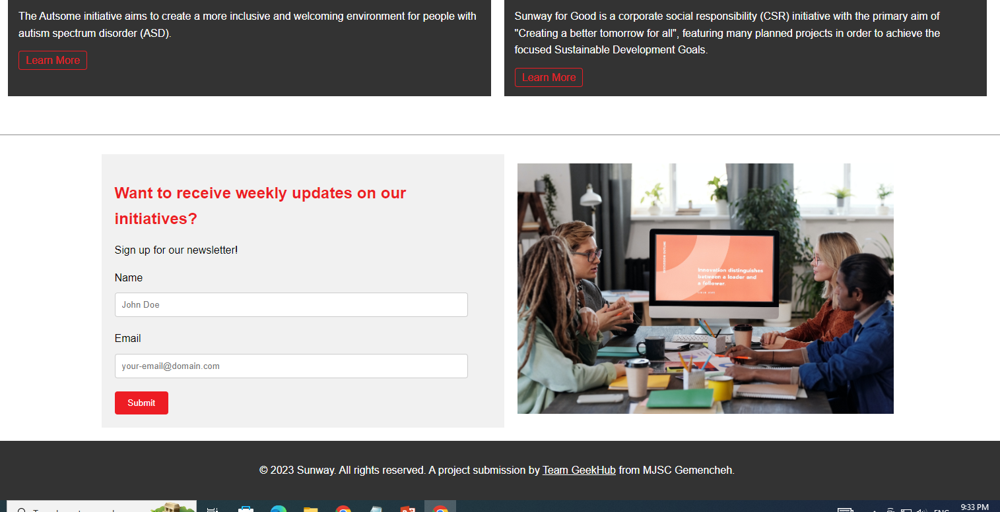 The Autsome initiative aims to create a more inclusive and welcoming environment for people with
autism spectrum disorder (ASD).
Learn More
Sunway for Good is a corporate social responsibility (CSR) initiative with the primary aim of
"Creating a better tomorrow for all", featuring many planned projects in order to achieve the
focused Sustainable Development Goals.
Learn More
Want to receive weekly updates on our
initiatives?
Sign up for our newsletter!
Name
John Doe
Email
your-email@domain.com
Submit
Innovation distinguishes
between a leader and
a follower.
© 2023 Sunway. All rights reserved. A project submission by Team GeekHub from MJSC Gemencheh.
9:33 PM